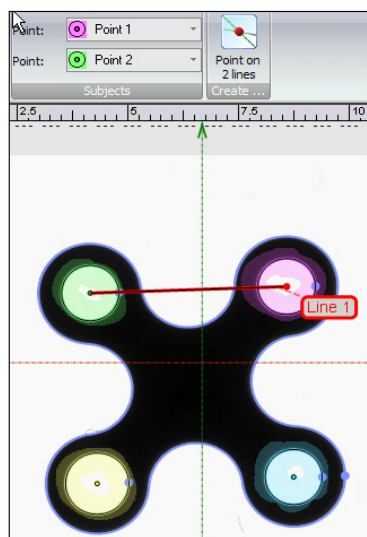 Point: Point 1
Point: Point 2
Point on
2 lines
Subjects
Create ...
2.5 5 7.5 10
Line 1